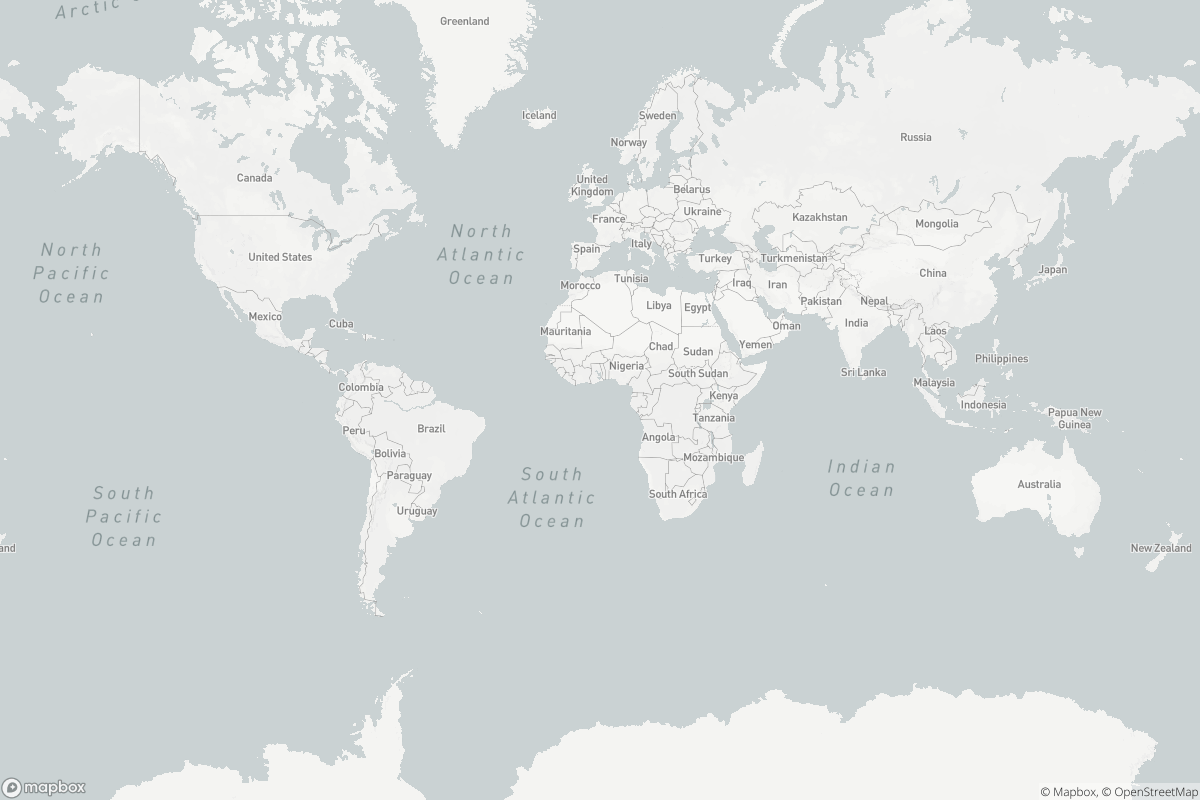 Arctic
Greenland
Iceland
Sweden
Norway
Russia
Canada
United
Kingdom
Belarus
Ukraine
France
Kazakhstan
Mongolia
North
Atlantic
Ocean
North
Pacific
Ocean
United States
Spain
Italy
Turkey
Turkmenistan
China
Japan
Morocco
Tunisia
Iraq
Iran
Pakistan
Nepal
Mexico
Cuba
Mauritania
Libya
Egypt
Oman
India
Laos
Chad
Sudan
Yemen
Philippines
Nigeria
South Sudan
Sri Lanka
Malaysia
Colombia
Kenya
Indonesia
Papua New
Guinea
Peru
Brazil
Tanzania
Angola
Bolivia
Mozambique
Paraguay
South Africa
South
Atlantic
Ocean
Indian
Ocean
Australia
South
Pacific
Ocean
Uruguay
and
New Zealand
mapbox
© Mapbox, © OpenStreetMap